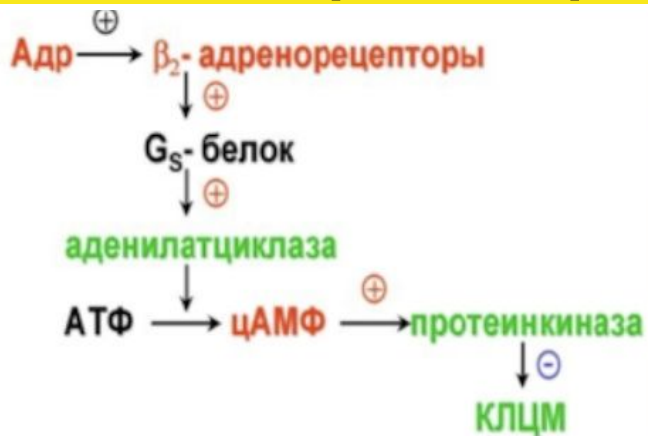 ⊕
Адр → β₂- адренорецепторы
⊕
Gs- белок
⊕
аденилатциклаза
⊕
АТФ → цАМФ → протеинкиназа
⊖
КЛЦМ